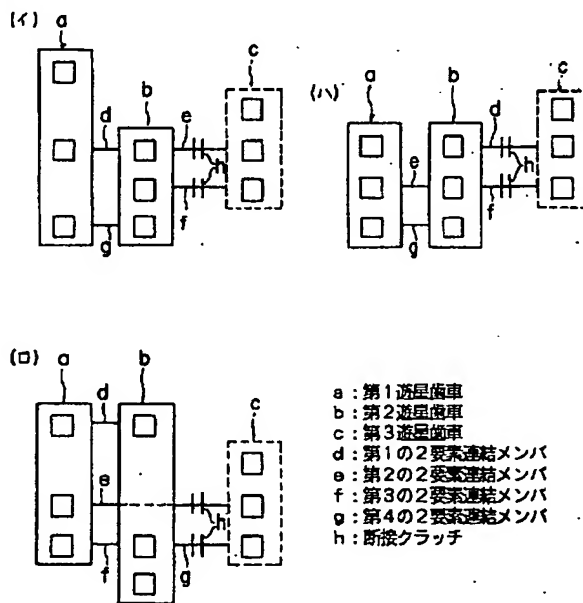 (イ)
a
d
b
e
c
h
f
g
(ハ)
a
b
d
c
e
h
f
g
(ロ)
a
b
d
c
e
h
f
g
a:第1遊星歯車
b:第2遊星歯車
c:第3遊星歯車
d:第1の2要素連結メンバ
e:第2の2要素連結メンバ
f:第3の2要素連結メンバ
g:第4の2要素連結メンバ
h:断接クラッチ